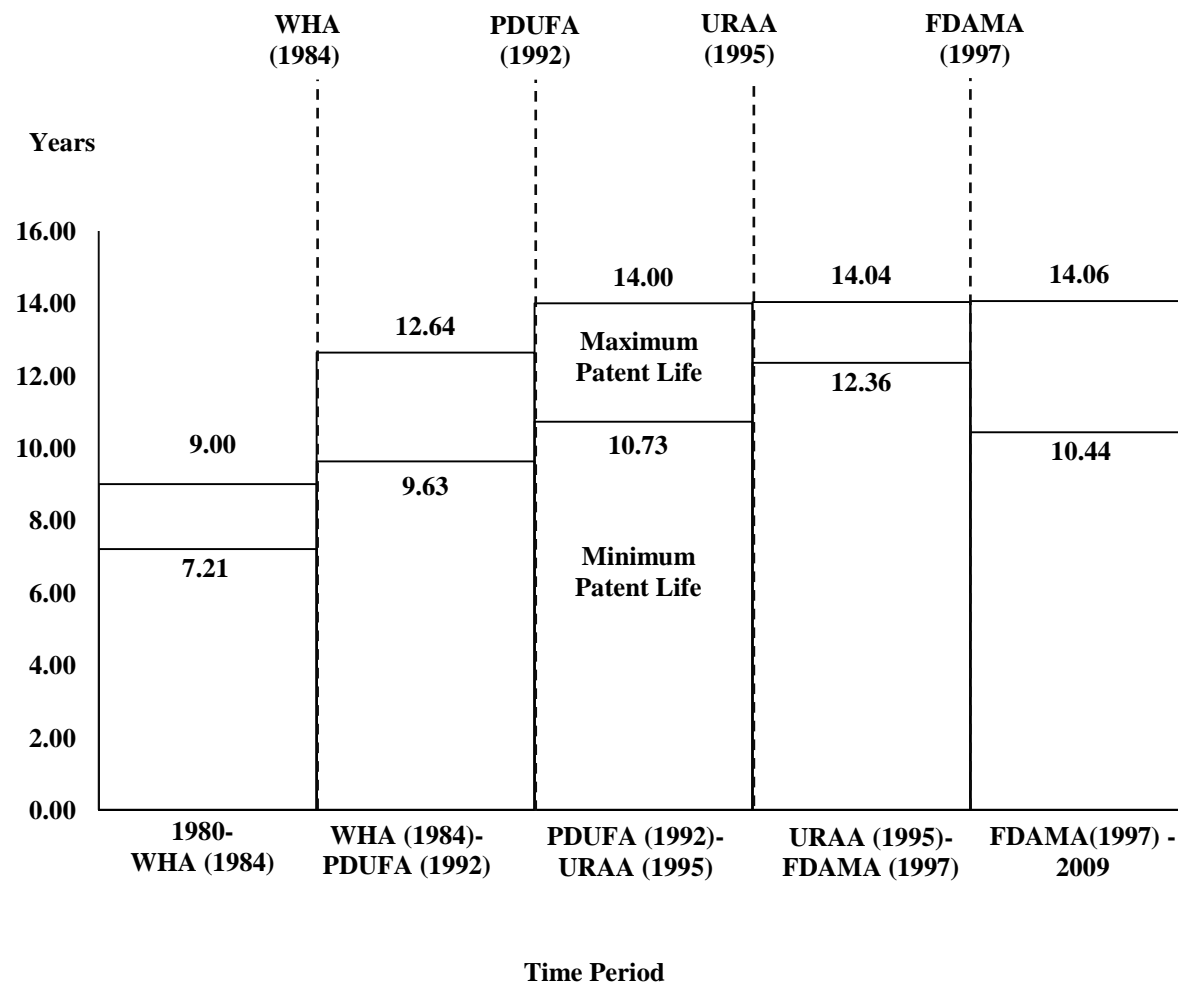 WHA
(1984)
PDUFA
(1992)
URAA
(1995)
FDAMA
(1997)
Years
16.00
14.00
12.00
10.00
8.00
6.00
4.00
2.00
0.00
9.00
7.21
12.64
9.63
14.00
Maximum
Patent Life
10.73
Minimum
Patent Life
14.04
12.36
14.06
10.44
1980-
WHA (1984)
WHA (1984)-
PDUFA (1992)
PDUFA (1992)-
URAA (1995)
URAA (1995)-
FDAMA (1997)
FDAMA(1997) -
2009
Time Period